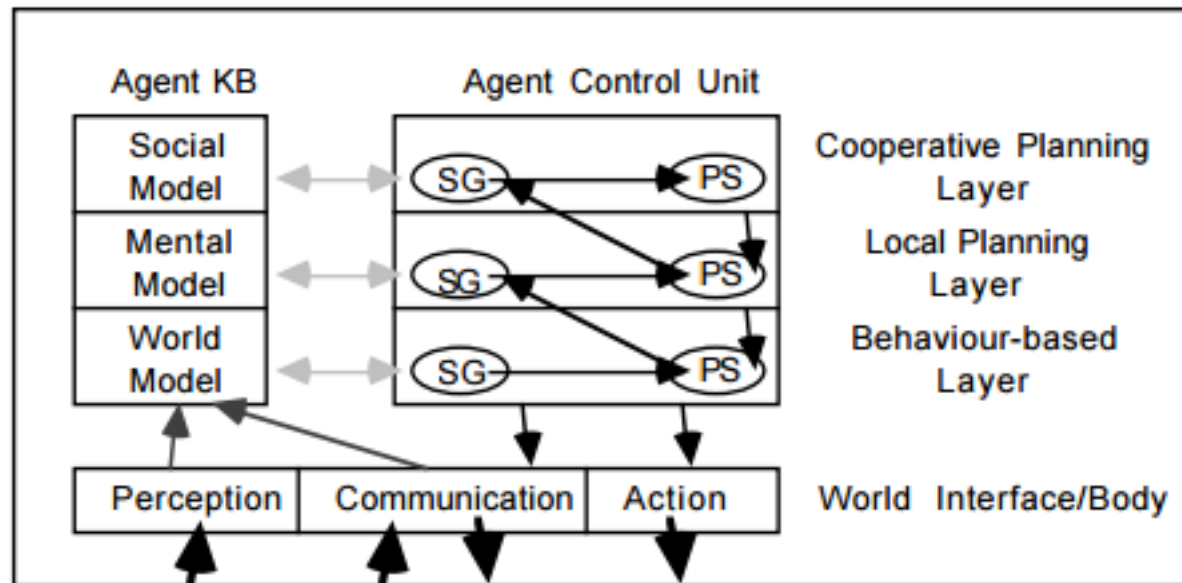 Agent KB
Agent Control Unit
Social
Model
SG
PS
Cooperative Planning
Layer
Mental
Model
SG
PS
Local Planning
Layer
World
Model
SG
PS
Behaviour-based
Layer
Perception
Communication
Action
World Interface/Body